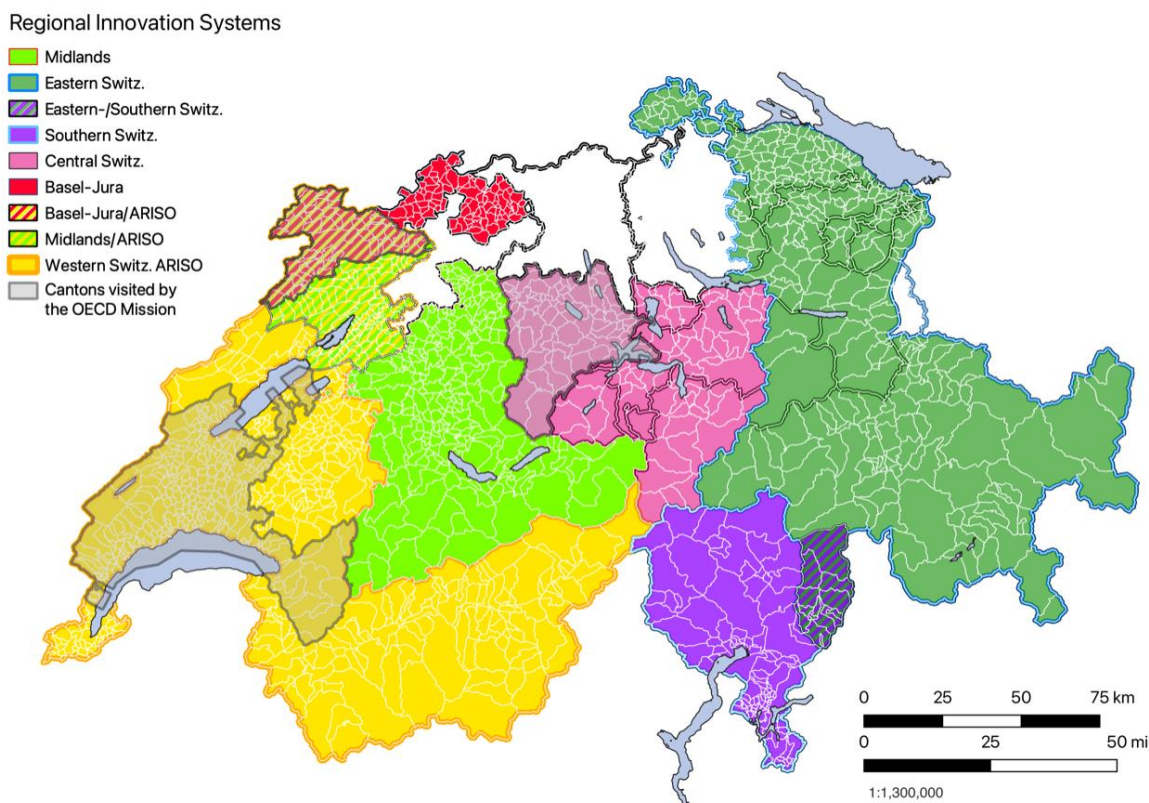 Regional Innovation Systems
Midlands
Eastern Switz.
Eastern-/Southern Switz.
Southern Switz.
Central Switz.
Basel-Jura
Basel-Jura/ARISO
Midlands/ARISO
Western Switz. ARISO
Cantons visited by
the OECD Mission
0 25 50 75 km
0 25 50 mi
1:1,300,000